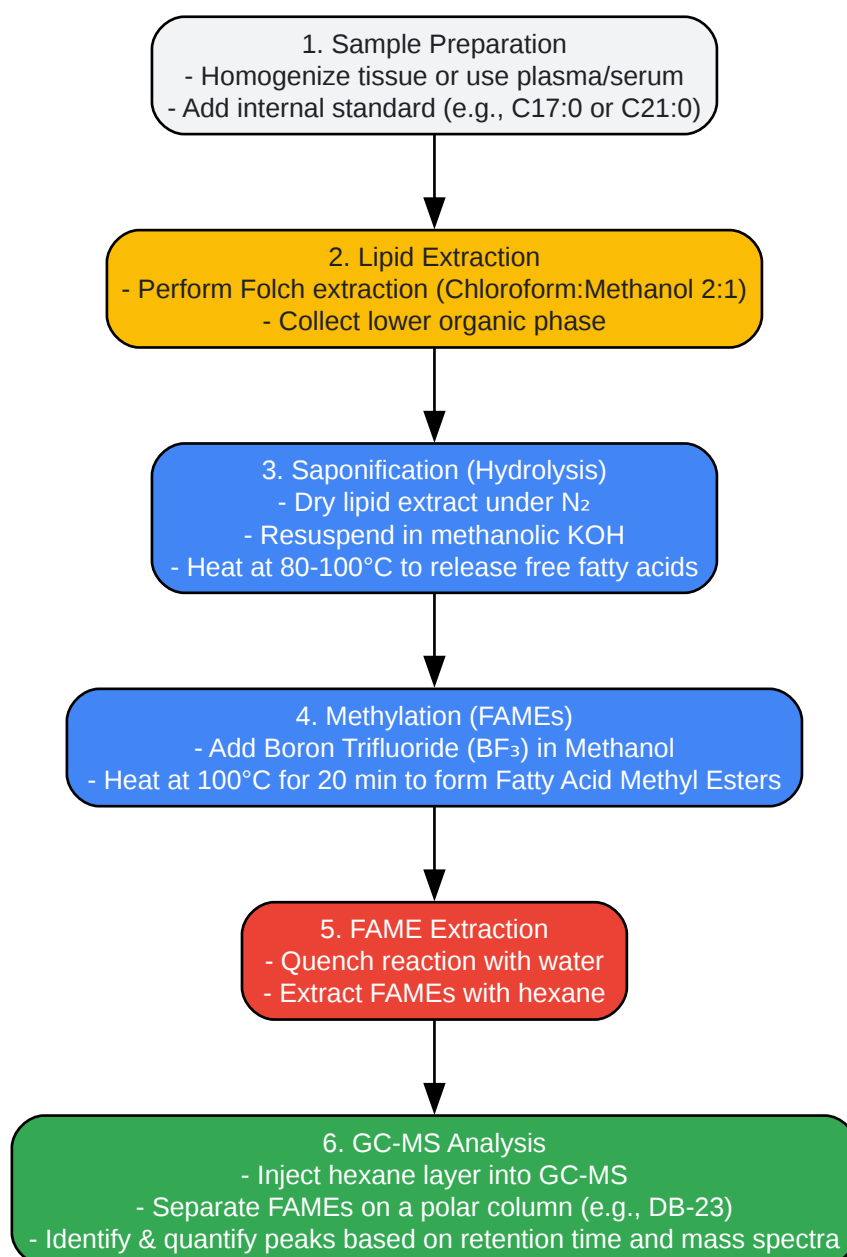 1. Sample Preparation
- Homogenize tissue or use plasma/serum
- Add internal standard (e.g., C17:0 or C21:0)
2. Lipid Extraction
- Perform Folch extraction (Chloroform:Methanol 2:1)
- Collect lower organic phase
3. Saponification (Hydrolysis)
- Dry lipid extract under N₂
- Resuspend in methanolic KOH
- Heat at 80-100°C to release free fatty acids
4. Methylation (FAMEs)
- Add Boron Trifluoride (BF₃) in Methanol
- Heat at 100°C for 20 min to form Fatty Acid Methyl Esters
5. FAME Extraction
- Quench reaction with water
- Extract FAMEs with hexane
6. GC-MS Analysis
- Inject hexane layer into GC-MS
- Separate FAMEs on a polar column (e.g., DB-23)
- Identify & quantify peaks based on retention time and mass spectra